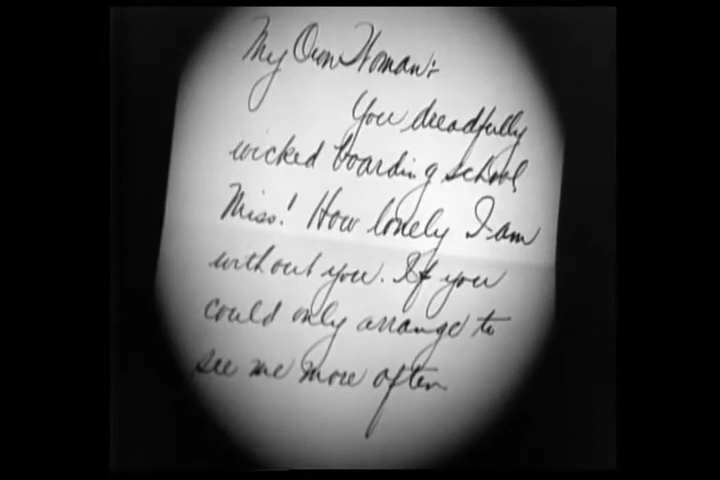 My Own Woman:
You dreadfully
wicked boarding school
Miss! How lonely I am
without you. If you
could only arrange to
see me more often